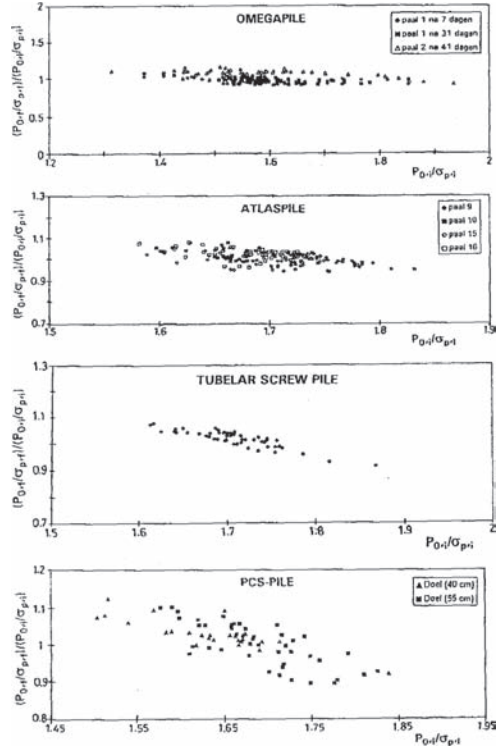 OMEGAPILE
• paal 1 na 7 dagen
■ paal 1 na 31 dagen
▲ paal 2 na 41 dagen
(P0,f/σp,f)/(P0,i/σp,i)
2
1.5
1
0.5
0
1.2
1.4
1.6
1.8
2
P0,i/σp,i
ATLASPILE
• paal 9
■ paal 10
○ paal 15
□ paal 16
(P0,f/σp,f)/(P0,i/σp,i)
1.3
1.1
0.9
0.7
1.5
1.6
1.7
1.8
1.9
P0,i/σp,i
TUBELAR SCREW PILE
(P0,f/σp,f)/(P0,i/σp,i)
1.3
1.1
0.9
0.7
1.5
1.6
1.7
1.8
1.9
2
P0,i/σp,i
PCS-PILE
▲ Doel (40 cm)
■ Doel (55 cm)
(P0,f/σp,f)/(P0,i/σp,i)
1.2
1.1
1
0.9
0.8
1.45
1.55
1.65
1.75
1.85
1.95
P0,i/σp,i